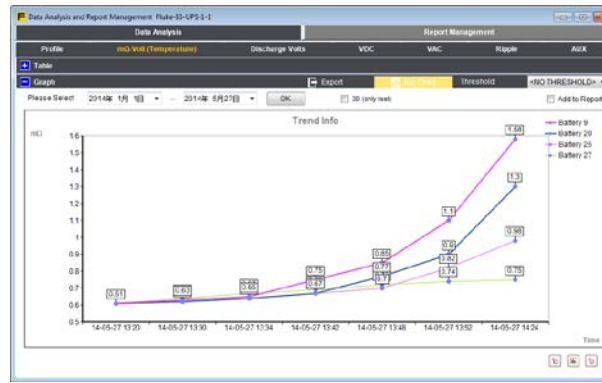 Data Analysis and Report Management Fluke-33-UPS-1-1
Data Analysis Report Management
Profile mΩ-Volt (Temperature) Discharge Volts VDC VAC Ripple AUX
Table
Graph Export Threshold <NO THRESHOLD>
Please Select 2014年 1月 1日 — 2014年 5月27日 OK 3D (only last) Add to Report
Trend Info
mΩ
Battery 9
Battery 20
Battery 25
Battery 27
1.6
1.5
1.4
1.3
1.2
1.1
1
0.9
0.8
0.7
0.6
0.5
1.58
1.3
1.1
0.98
0.9
0.85
0.82
0.77
0.75
0.75
0.74
0.7
0.67
0.65
0.63
0.61
14-05-27 13:20 14-05-27 13:30 14-05-27 13:34 14-05-27 13:42 14-05-27 13:48 14-05-27 13:52 14-05-27 14:24
Time